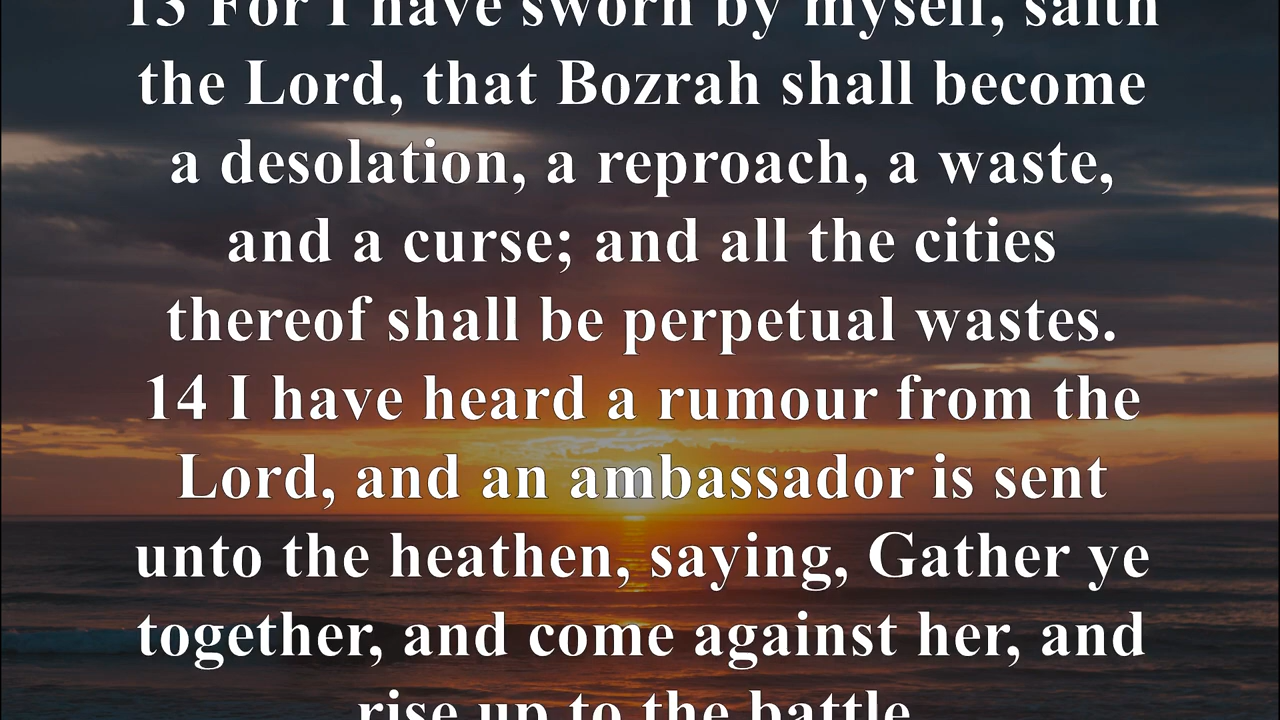 13 For I have sworn by myself, saith
the Lord, that Bozrah shall become
a desolation, a reproach, a waste,
and a curse; and all the cities
thereof shall be perpetual wastes.
14 I have heard a rumour from the
Lord, and an ambassador is sent
unto the heathen, saying, Gather ye
together, and come against her, and
rise up to the battle